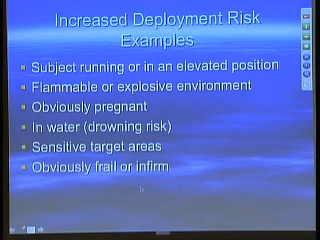 Increased Deployment Risk
Examples
Subject running or in an elevated position
Flammable or explosive environment
Obviously pregnant
In water (drowning risk)
Sensitive target areas
Obviously frail or infirm